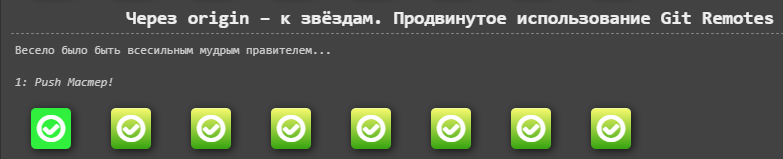 Через origin – к звёздам. Продвинутое использование Git Remotes
Весело было быть всесильным мудрым правителем...
1: Push Мастер!